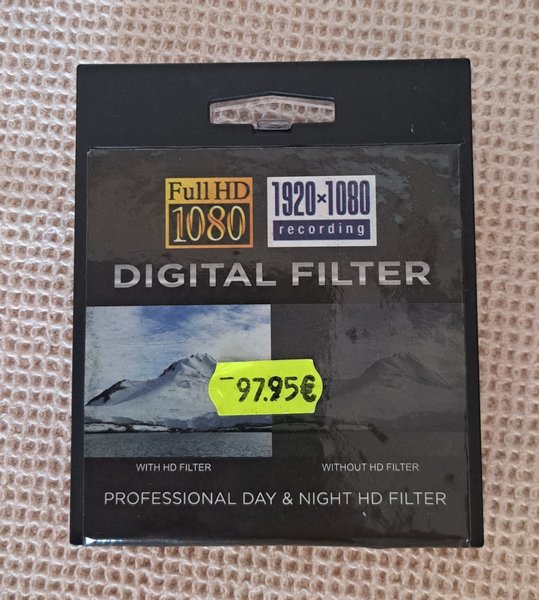 Full HD
1080
1920×1080
recording
DIGITAL FILTER
-97.95€
WITH HD FILTER
WITHOUT HD FILTER
PROFESSIONAL DAY & NIGHT HD FILTER